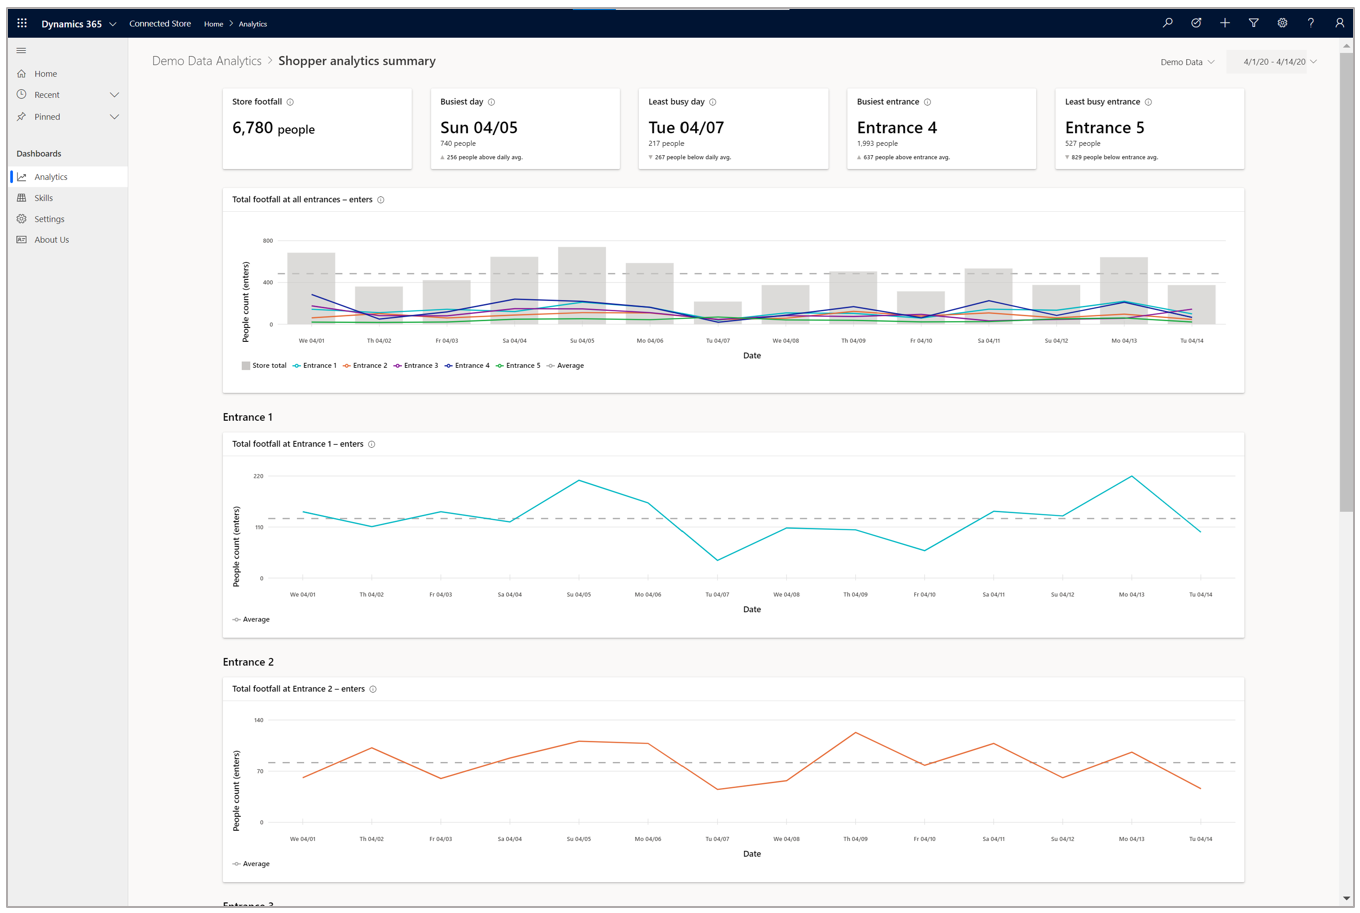 Dynamics 365 Connected Store Home > Analytics
Demo Data Analytics > Shopper analytics summary
Demo Data 4/1/20 - 4/14/20
Home
Recent
Pinned
Dashboards
Analytics
Skills
Settings
About Us
Store footfall
6,780 people
Busiest day
Sun 04/05
740 people
256 people above daily avg.
Least busy day
Tue 04/07
217 people
267 people below daily avg.
Busiest entrance
Entrance 4
1,993 people
637 people above entrance avg.
Least busy entrance
Entrance 5
527 people
829 people below entrance avg.
Total footfall at all entrances – enters
People count (enters)
800
400
0
We 04/01 Th 04/02 Fr 04/03 Sa 04/04 Su 04/05 Mo 04/06 Tu 04/07 We 04/08 Th 04/09 Fr 04/10 Sa 04/11 Su 04/12 Mo 04/13 Tu 04/14
Date
Store total Entrance 1 Entrance 2 Entrance 3 Entrance 4 Entrance 5 Average
Entrance 1
Total footfall at Entrance 1 – enters
People count (enters)
220
110
0
We 04/01 Th 04/02 Fr 04/03 Sa 04/04 Su 04/05 Mo 04/06 Tu 04/07 We 04/08 Th 04/09 Fr 04/10 Sa 04/11 Su 04/12 Mo 04/13 Tu 04/14
Date
Average
Entrance 2
Total footfall at Entrance 2 – enters
People count (enters)
140
70
0
We 04/01 Th 04/02 Fr 04/03 Sa 04/04 Su 04/05 Mo 04/06 Tu 04/07 We 04/08 Th 04/09 Fr 04/10 Sa 04/11 Su 04/12 Mo 04/13 Tu 04/14
Date
Average
Entrance 3